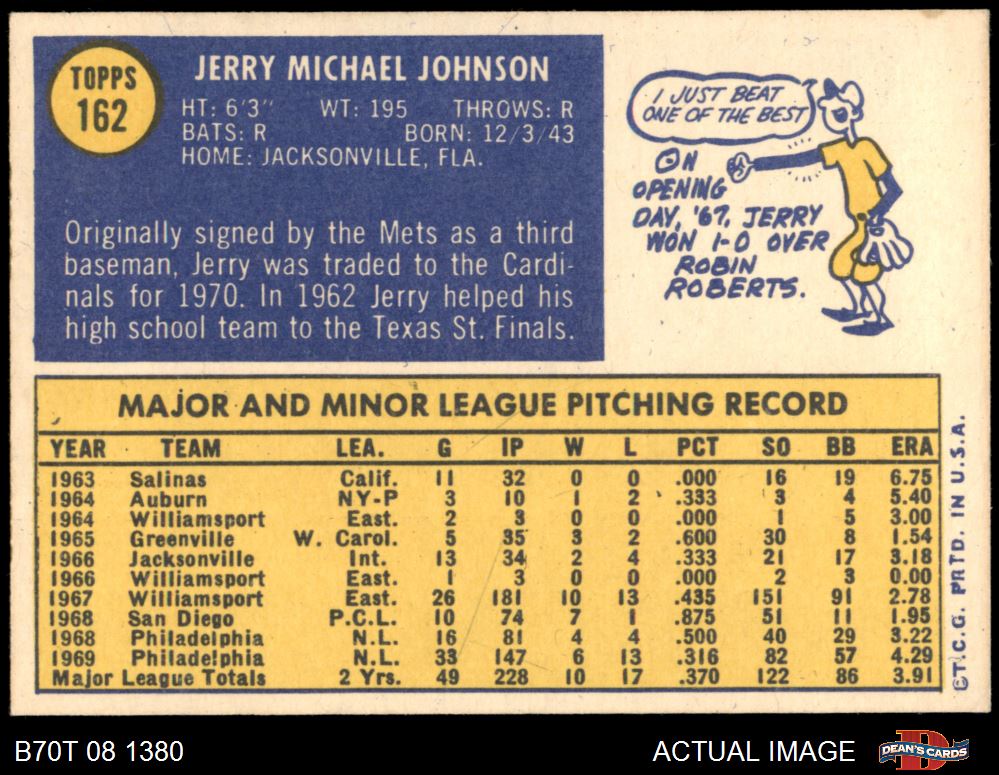 TOPPS
162
JERRY MICHAEL JOHNSON
HT: 6'3" WT: 195 THROWS: R
BATS: R BORN: 12/3/43
HOME: JACKSONVILLE, FLA.
Originally signed by the Mets as a third
baseman, Jerry was traded to the Cardi-
nals for 1970. In 1962 Jerry helped his
high school team to the Texas St. Finals.
I JUST BEAT
ONE OF THE BEST
ON
OPENING
DAY, '67, JERRY
WON 1-0 OVER
ROBIN
ROBERTS.
MAJOR AND MINOR LEAGUE PITCHING RECORD
YEAR TEAM LEA. G IP W L PCT SO BB ERA
1963 Salinas Calif. 11 32 0 0 .000 16 19 6.75
1964 Auburn NY-P 3 10 1 2 .333 3 4 5.40
1964 Williamsport East. 2 3 0 0 .000 1 5 3.00
1965 Greenville W. Carol. 5 35 3 2 .600 30 8 1.54
1966 Jacksonville Int. 13 34 2 4 .333 21 17 3.18
1966 Williamsport East. 1 3 0 0 .000 2 3 0.00
1967 Williamsport East. 26 181 10 13 .435 151 91 2.78
1968 San Diego P.C.L. 10 74 7 1 .875 51 11 1.95
1968 Philadelphia N.L. 16 81 4 4 .500 40 29 3.22
1969 Philadelphia N.L. 33 147 6 13 .316 82 57 4.29
Major League Totals 2 Yrs. 49 228 10 17 .370 122 86 3.91
©T.C.G. PRTD. IN U.S.A.
B70T 08 1380
ACTUAL IMAGE
DEAN'S CARDS